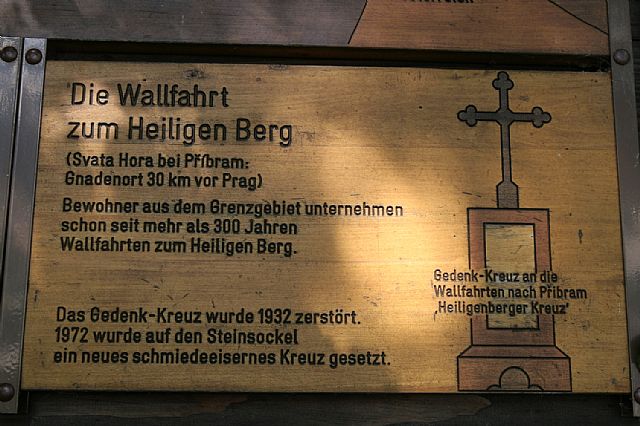 Die Wallfahrt
zum Heiligen Berg
(Svata Hora bei Příbram:
Gnadenort 30 km vor Prag)
Bewohner aus dem Grenzgebiet unternehmen
schon seit mehr als 300 Jahren
Wallfahrten zum Heiligen Berg.
Das Gedenk-Kreuz wurde 1932 zerstört.
1972 wurde auf den Steinsockel
ein neues schmiedeeisernes Kreuz gesetzt.
Gedenk-Kreuz an die
Wallfahrten nach Příbram
‚Heiligenberger Kreuz'